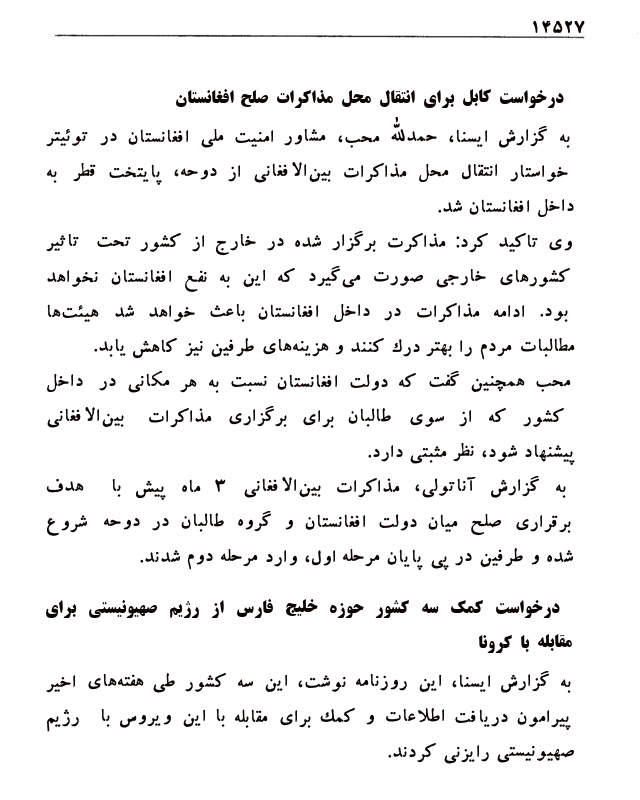 ۱۴۵۲۷
درخواست کابل برای انتقال محل مذاکرات صلح افغانستان
به گزارش ایسنا، حمدلله محب، مشاور امنیت ملی افغانستان در توئیتر
خواستار انتقال محل مذاکرات بین‌الافغانی از دوحه، پایتخت قطر به
داخل افغانستان شد.
وی تاکید کرد: مذاکرت برگزار شده در خارج از کشور تحت تاثیر
کشورهای خارجی صورت می‌گیرد که این به نفع افغانستان نخواهد
بود. ادامه مذاکرات در داخل افغانستان باعث خواهد شد هیئت‌ها
مطالبات مردم را بهتر درك کنند و هزینه‌های طرفین نیز کاهش یابد.
محب همچنین گفت که دولت افغانستان نسبت به هر مکانی در داخل
کشور که از سوی طالبان برای برگزاری مذاکرات بین‌الافغانی
پیشنهاد شود، نظر مثبتی دارد.
به گزارش آناتولی، مذاکرات بین‌الافغانی ۳ ماه پیش با هدف
برقراری صلح میان دولت افغانستان و گروه طالبان در دوحه شروع
شده و طرفین در پی پایان مرحله اول، وارد مرحله دوم شدند.
درخواست کمک سه کشور حوزه خلیج فارس از رژیم صهیونیستی برای
مقابله با کرونا
به گزارش ایسنا، این روزنامه نوشت، این سه کشور طی هفته‌های اخیر
پیرامون دریافت اطلاعات و کمك برای مقابله با این ویروس با رژیم
صهیونیستی رایزنی کردند.